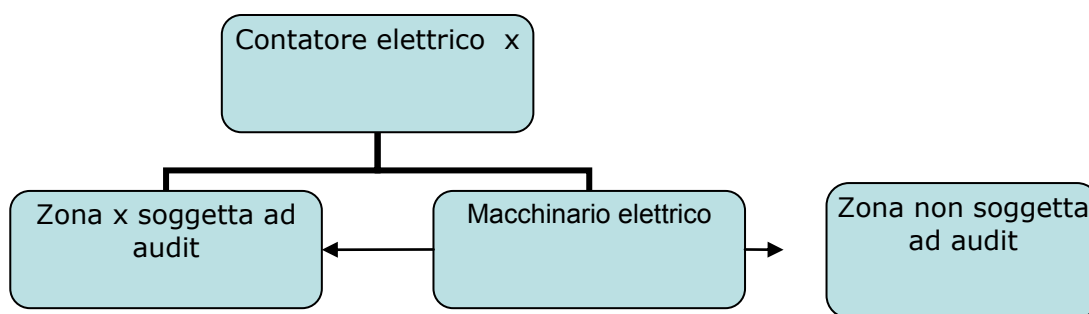 Contatore elettrico  x
Zona x soggetta ad
audit
Macchinario elettrico
Zona non soggetta
ad audit